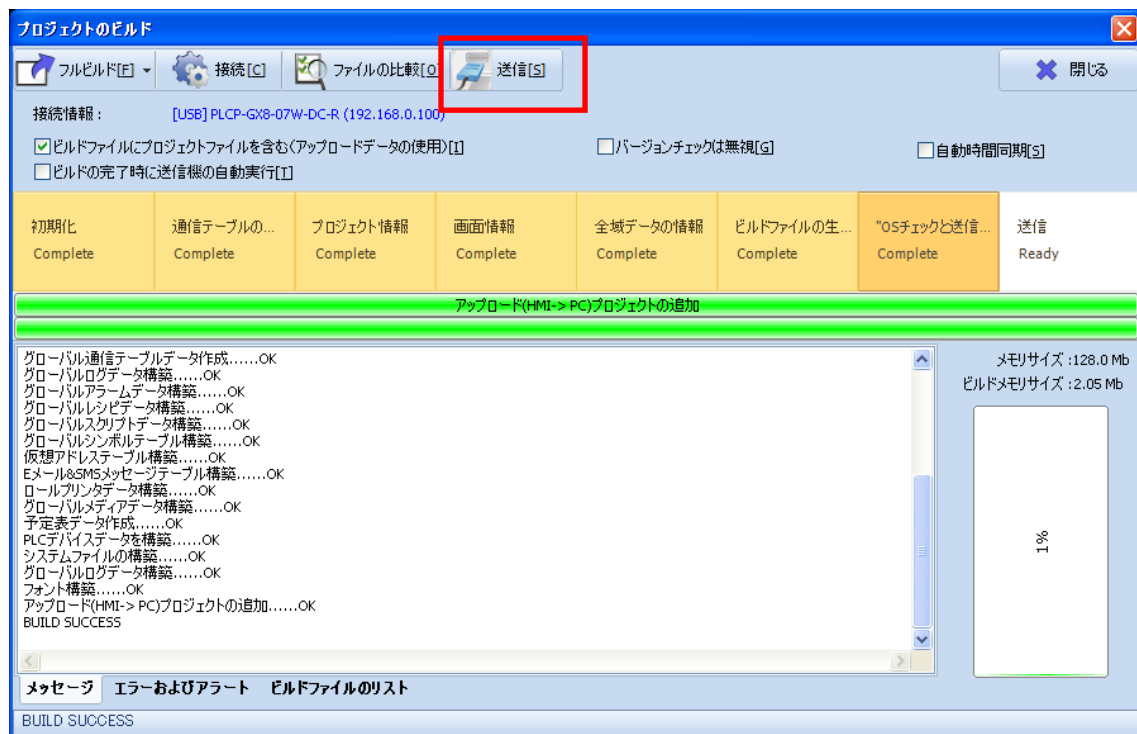 プロジェクトのビルド
フルビルド[F] 接続[C] ファイルの比較[O] 送信[S] 閉じる
接続情報 : [USB] PLCP-GX8-07W-DC-R (192.168.0.100)
ビルドファイルにプロジェクトファイルを含む(アップロードデータの使用)[I] バージョンチェックは無視[G] 自動時間同期[S]
ビルドの完了時に送信機の自動実行[T]
初期化 通信テーブルの... プロジェクト情報 画面情報 全域データの情報 ビルドファイルの生... "OSチェックと送信... 送信
Complete Complete Complete Complete Complete Complete Complete Ready
アップロード(HMI-> PC)プロジェクトの追加
グローバル通信テーブルデータ作成......OK
グローバルログデータ構築......OK
グローバルアラームデータ構築......OK
グローバルレシピデータ構築......OK
グローバルスクリプトデータ構築......OK
グローバルシンボルテーブル構築......OK
仮想アドレステーブル構築......OK
Eメール&SMSメッセージテーブル構築......OK
ロールプリンタデータ構築......OK
グローバルメディアデータ構築......OK
予定表データ作成......OK
PLCデバイスデータを構築......OK
システムファイルの構築......OK
グローバルログデータ構築......OK
フォント構築......OK
アップロード(HMI-> PC)プロジェクトの追加......OK
BUILD SUCCESS
メモリサイズ :128.0 Mb
ビルドメモリサイズ :2.05 Mb
1%
メッセージ エラーおよびアラート ビルドファイルのリスト
BUILD SUCCESS